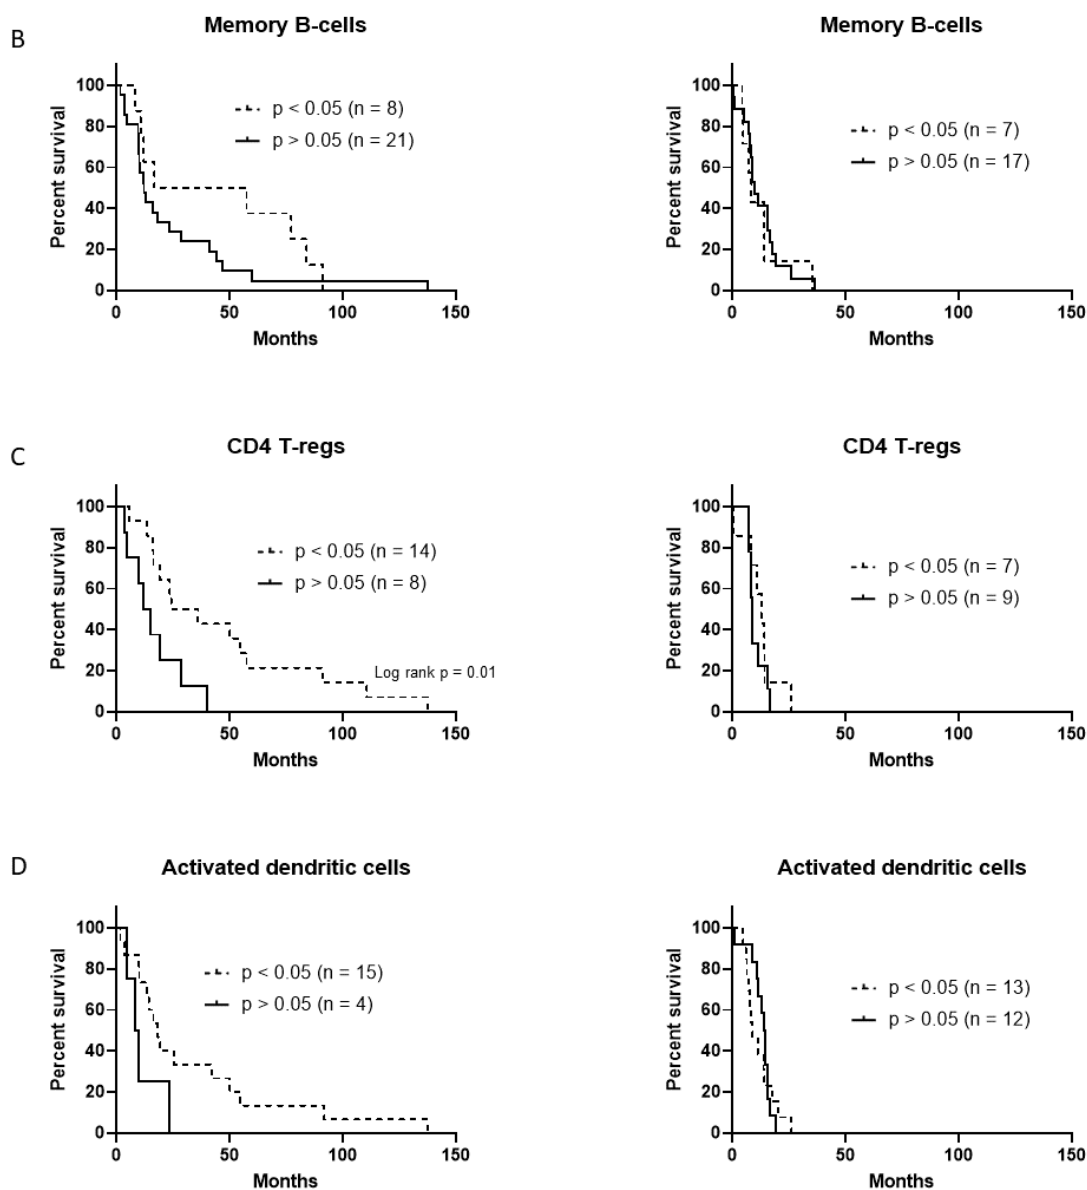 B
Memory B-cells
Memory B-cells
Percent survival
100
80
60
40
20
0
p < 0.05 (n = 8)
p > 0.05 (n = 21)
0 50 100 150
Months
Percent survival
100
80
60
40
20
0
p < 0.05 (n = 7)
p > 0.05 (n = 17)
0 50 100 150
Months
C
CD4 T-regs
CD4 T-regs
Percent survival
100
80
60
40
20
0
p < 0.05 (n = 14)
p > 0.05 (n = 8)
Log rank p = 0.01
0 50 100 150
Months
Percent survival
100
80
60
40
20
0
p < 0.05 (n = 7)
p > 0.05 (n = 9)
0 50 100 150
Months
D
Activated dendritic cells
Activated dendritic cells
Percent survival
100
80
60
40
20
0
p < 0.05 (n = 15)
p > 0.05 (n = 4)
0 50 100 150
Months
Percent survival
100
80
60
40
20
0
p < 0.05 (n = 13)
p > 0.05 (n = 12)
0 50 100 150
Months